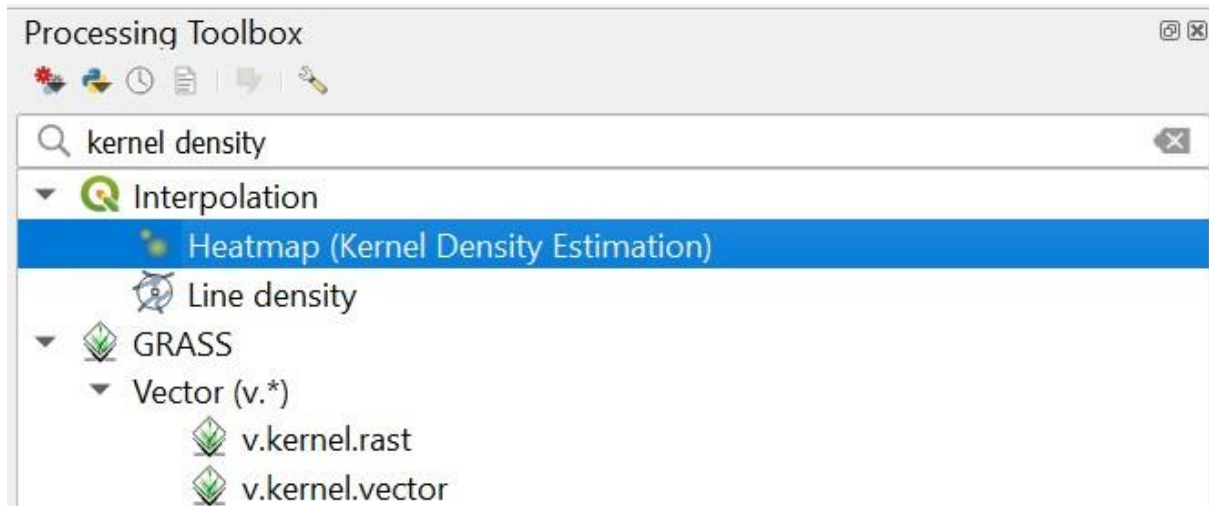 Processing Toolbox
kernel density
Interpolation
Heatmap (Kernel Density Estimation)
Line density
GRASS
Vector (v.*)
v.kernel.rast
v.kernel.vector